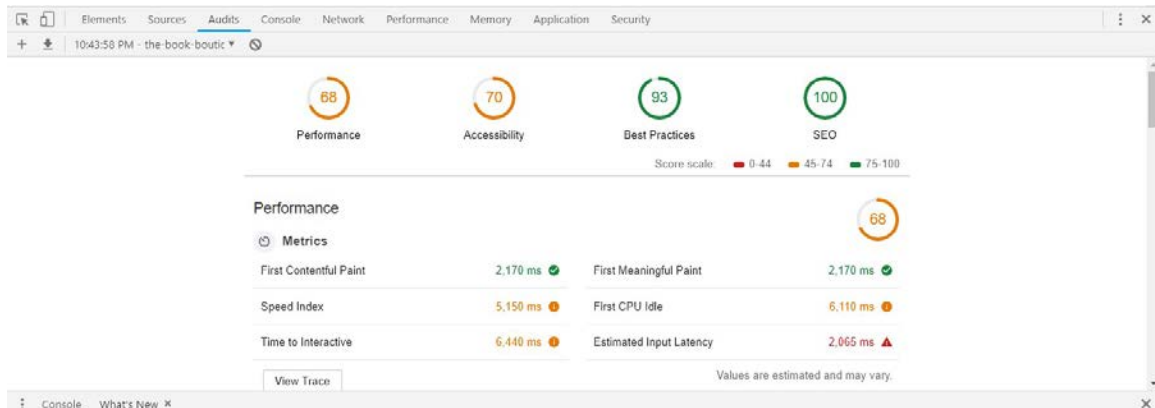 Elements Sources Audits Console Network Performance Memory Application Security
10:43:58 PM - the-book-boutic
68 70 93 100
Performance Accessibility Best Practices SEO
Score scale: 0-44 45-74 75-100
Performance 68
Metrics
First Contentful Paint 2,170 ms First Meaningful Paint 2,170 ms
Speed Index 5,150 ms First CPU Idle 6,110 ms
Time to Interactive 6,440 ms Estimated Input Latency 2,065 ms
View Trace Values are estimated and may vary.
Console What's New